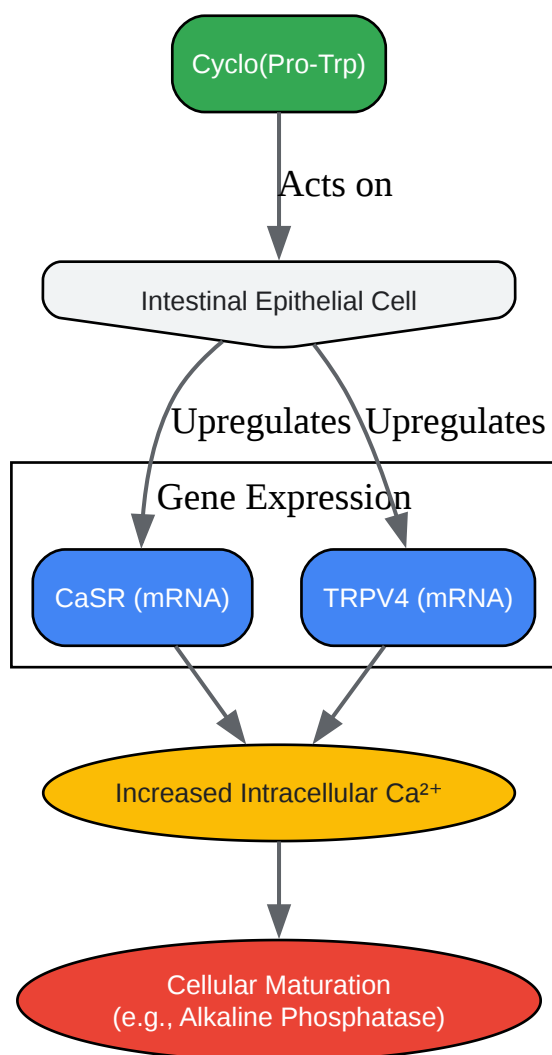 Cyclo(Pro-Trp)
Acts on
Intestinal Epithelial Cell
Upregulates
Upregulates
Gene Expression
CaSR (mRNA)
TRPV4 (mRNA)
Increased Intracellular Ca²⁺
Cellular Maturation
(e.g., Alkaline Phosphatase)